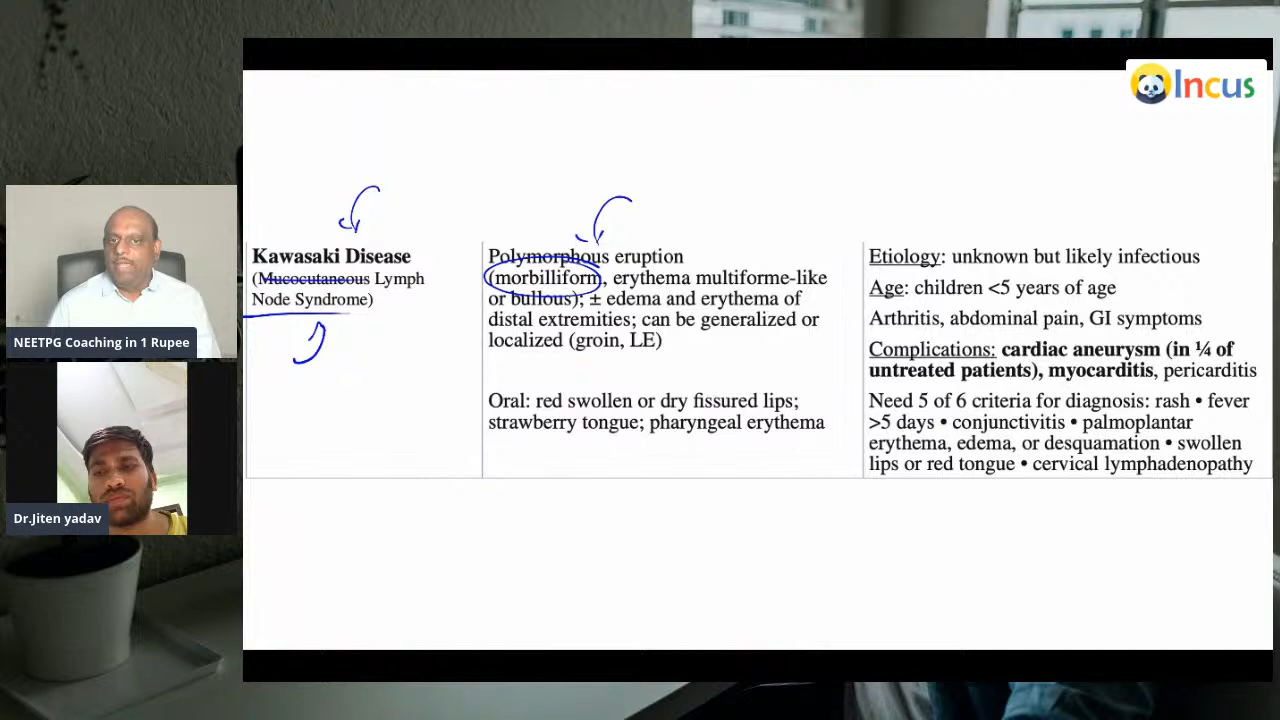 Incus
Kawasaki Disease
(Mucocutaneous Lymph
Node Syndrome)
Polymorphous eruption
(morbilliform, erythema multiforme-like
or bullous); ± edema and erythema of
distal extremities; can be generalized or
localized (groin, LE)
Oral: red swollen or dry fissured lips;
strawberry tongue; pharyngeal erythema
Etiology: unknown but likely infectious
Age: children <5 years of age
Arthritis, abdominal pain, GI symptoms
Complications: cardiac aneurysm (in ¼ of
untreated patients), myocarditis, pericarditis
Need 5 of 6 criteria for diagnosis: rash • fever
>5 days • conjunctivitis • palmoplantar
erythema, edema, or desquamation • swollen
lips or red tongue • cervical lymphadenopathy
NEETPG Coaching in 1 Rupee
Dr.Jiten yadav